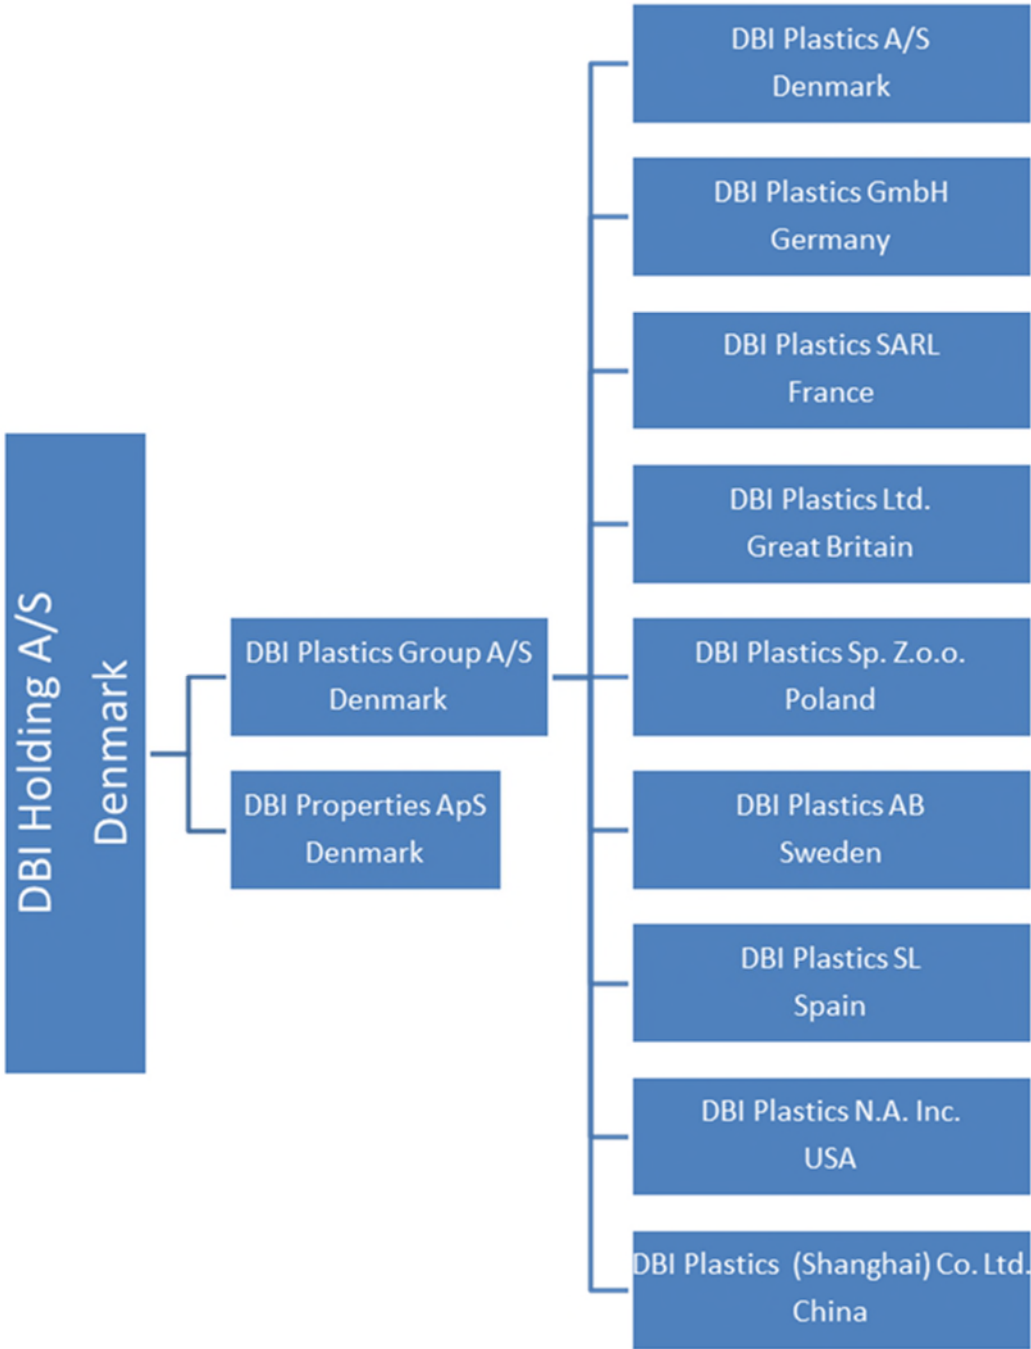 DBI Holding A/S
Denmark
DBI Plastics Group A/S
Denmark
DBI Properties ApS
Denmark
DBI Plastics A/S
Denmark
DBI Plastics GmbH
Germany
DBI Plastics SARL
France
DBI Plastics Ltd.
Great Britain
DBI Plastics Sp. Z.o.o.
Poland
DBI Plastics AB
Sweden
DBI Plastics SL
Spain
DBI Plastics N.A. Inc.
USA
DBI Plastics (Shanghai) Co. Ltd.
China